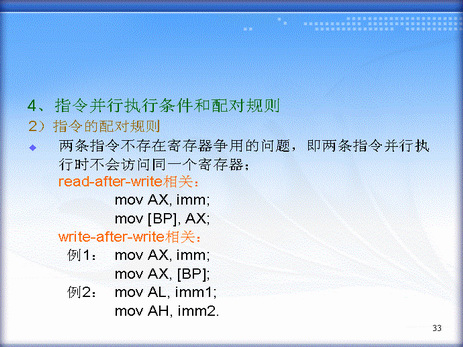 4、指令并行执行条件和配对规则
2）指令的配对规则
两条指令不存在寄存器争用的问题，即两条指令并行执
行时不会访问同一个寄存器；
read-after-write相关：
mov AX, imm;
mov [BP], AX;
write-after-write相关：
例1： mov AX, imm;
mov AX, [BP];
例2： mov AL, imm1;
mov AH, imm2.
33